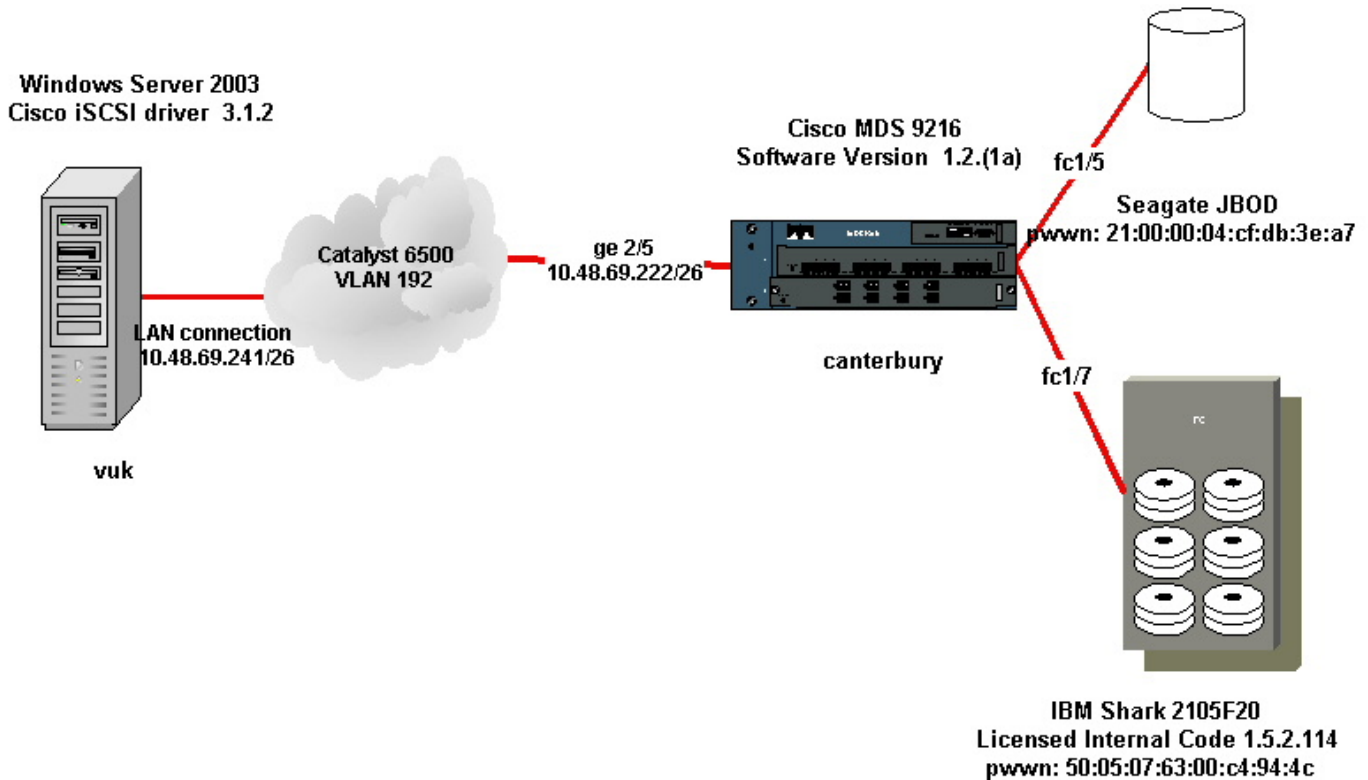 Windows Server 2003
Cisco iSCSI driver 3.1.2
Cisco MDS 9216
Software Version 1.2.(1a)
fc1/5
Seagate JBOD
pwwn: 21:00:00:04:cf:db:3e:a7
Catalyst 6500
VLAN 192
ge 2/5
10.48.69.222/26
LAN connection
10.48.69.241/26
canterbury
fc1/7
vuk
IBM Shark 2105F20
Licensed Internal Code 1.5.2.114
pwwn: 50:05:07:63:00:c4:94:4c